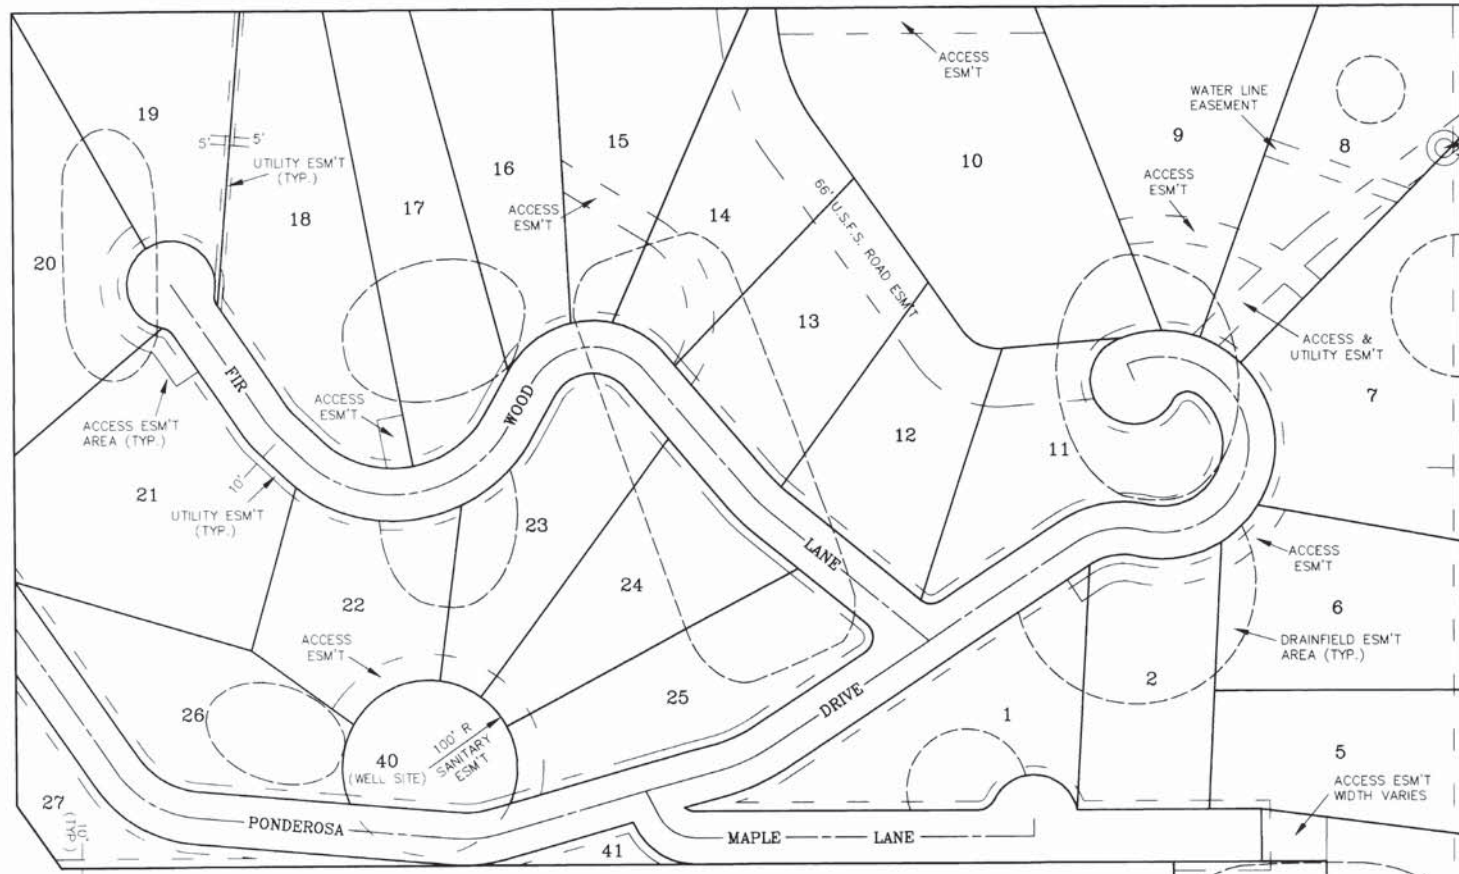 ACCESS
ESM'T
WATER LINE
EASEMENT
19
15
9
8
5'
5'
UTILITY ESM'T
(TYP.)
16
10
ACCESS
ESM'T
18
17
ACCESS
ESM'T
14
66' U.S.F.S. ROAD ESM'T
20
13
ACCESS &
UTILITY ESM'T
FIR
WOOD
LANE
7
ACCESS
ESM'T
ACCESS ESM'T
AREA (TYP.)
12
11
10'
21
UTILITY ESM'T
(TYP.)
23
ACCESS
ESM'T
22
24
6
ACCESS
ESM'T
DRAINFIELD ESM'T
AREA (TYP.)
2
25
DRIVE
1
26
40
(WELL SITE)
100' R
SANITARY
ESM'T
5
ACCESS ESM'T
WIDTH VARIES
27
10'
(TYP.)
PONDEROSA
MAPLE LANE
41